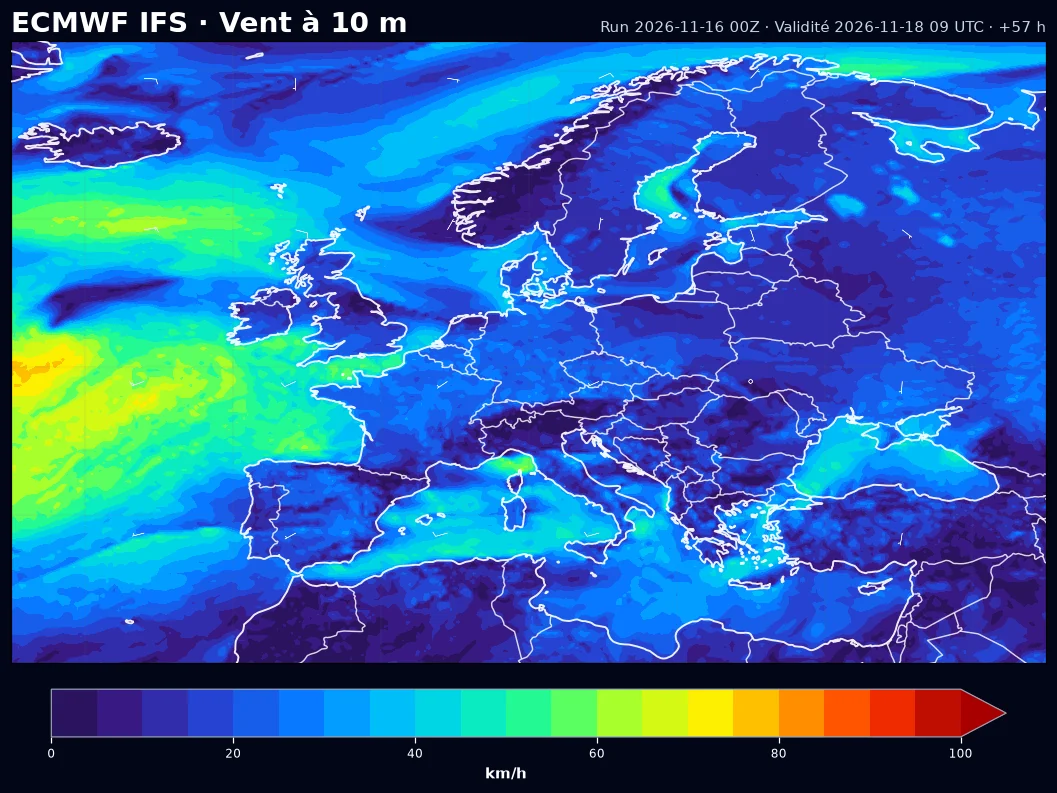 ECMWF IFS · Vent à 10 m
Run 2026-11-16 00Z · Validité 2026-11-18 09 UTC · +57 h
0 20 40 60 80 100
km/h